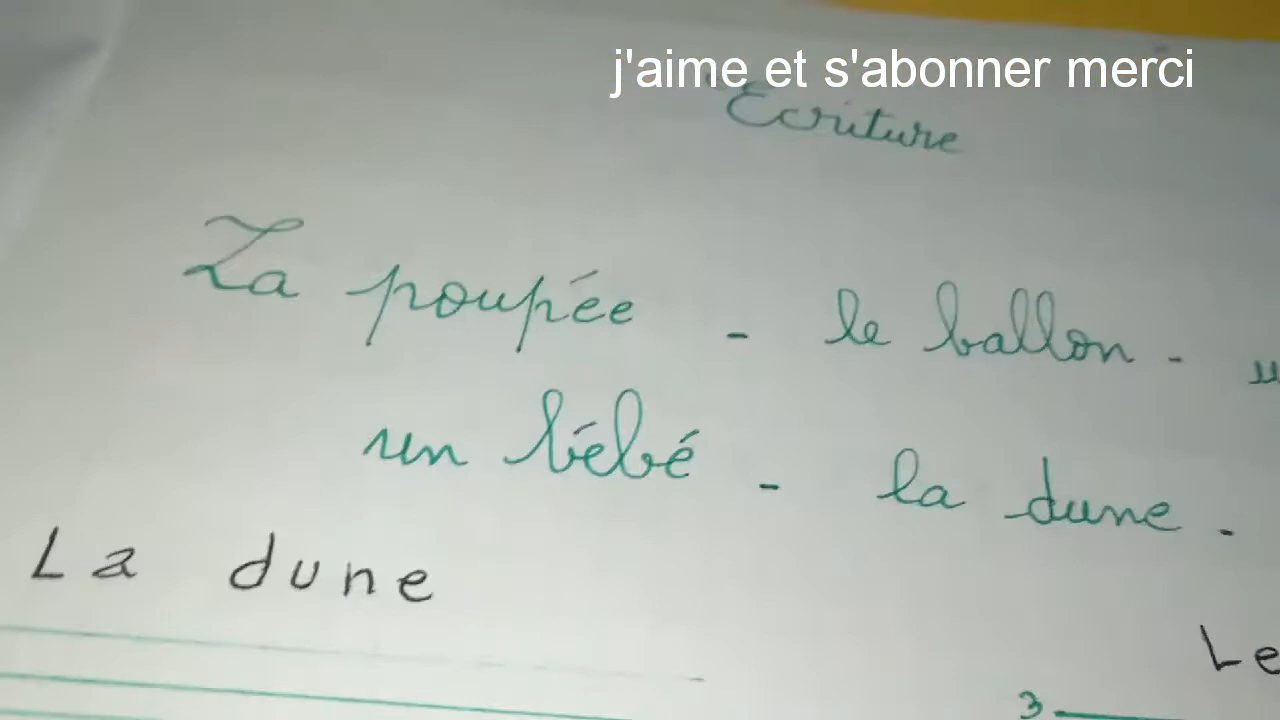 j'aime et s'abonner merci
Ecriture
La poupée - le ballon -
un bébé - la dune .
La dune
Le
3